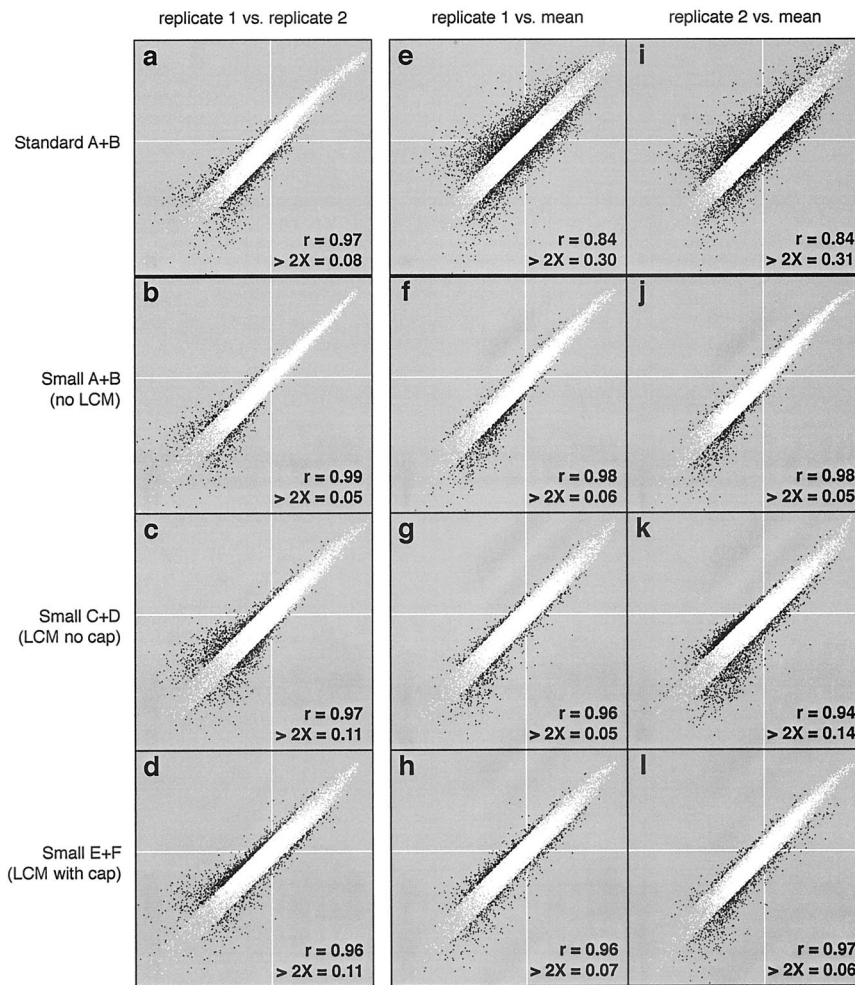 replicate 1 vs. replicate 2
replicate 1 vs. mean
replicate 2 vs. mean
Standard A+B
a
r = 0.97
> 2X = 0.08
e
r = 0.84
> 2X = 0.30
i
r = 0.84
> 2X = 0.31
Small A+B
(no LCM)
b
r = 0.99
> 2X = 0.05
f
r = 0.98
> 2X = 0.06
j
r = 0.98
> 2X = 0.05
Small C+D
(LCM no cap)
c
r = 0.97
> 2X = 0.11
g
r = 0.96
> 2X = 0.05
k
r = 0.94
> 2X = 0.14
Small E+F
(LCM with cap)
d
r = 0.96
> 2X = 0.11
h
r = 0.96
> 2X = 0.07
l
r = 0.97
> 2X = 0.06